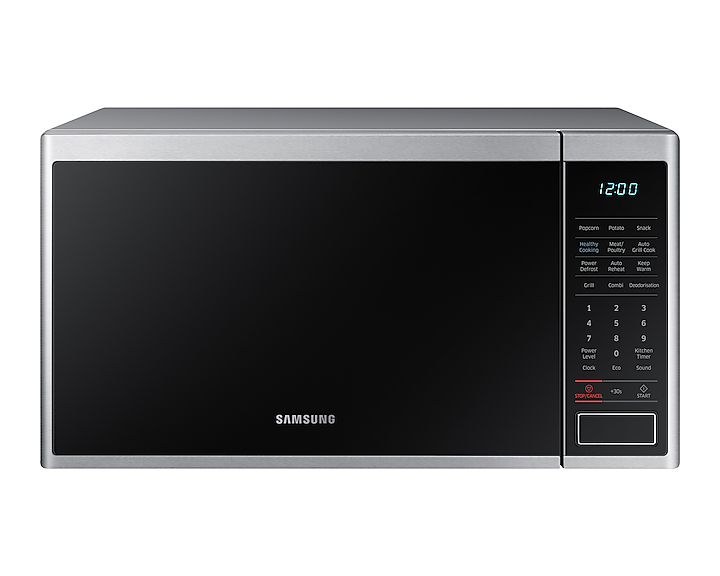 12:00
Popcorn Potato Snack
Healthy Cooking Meat/ Poultry Auto Grill Cook
Power Defrost Auto Reheat Keep Warm
Grill Combi Deodorisation
1 2 3
4 5 6
7 8 9
Power Level 0 Kitchen Timer
Clock Eco Sound
STOP/CANCEL +30s START
SAMSUNG